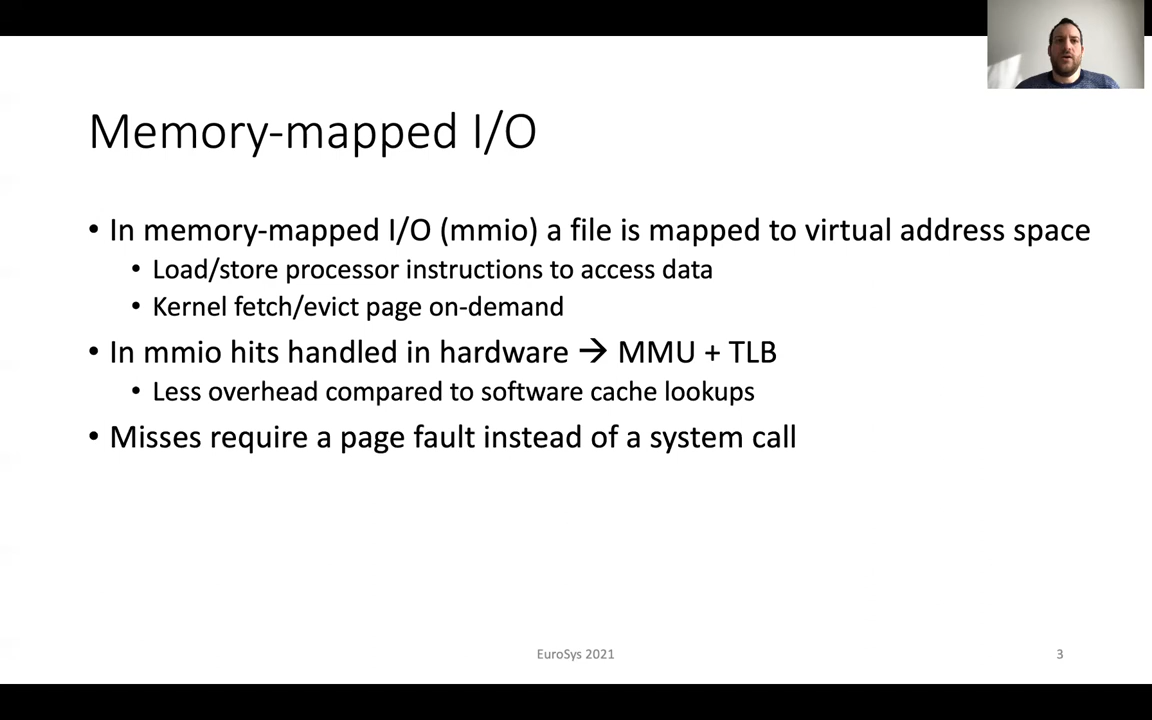 Memory-mapped I/O
• In memory-mapped I/O (mmio) a file is mapped to virtual address space
• Load/store processor instructions to access data
• Kernel fetch/evict page on-demand
• In mmio hits handled in hardware → MMU + TLB
• Less overhead compared to software cache lookups
• Misses require a page fault instead of a system call
EuroSys 2021
3